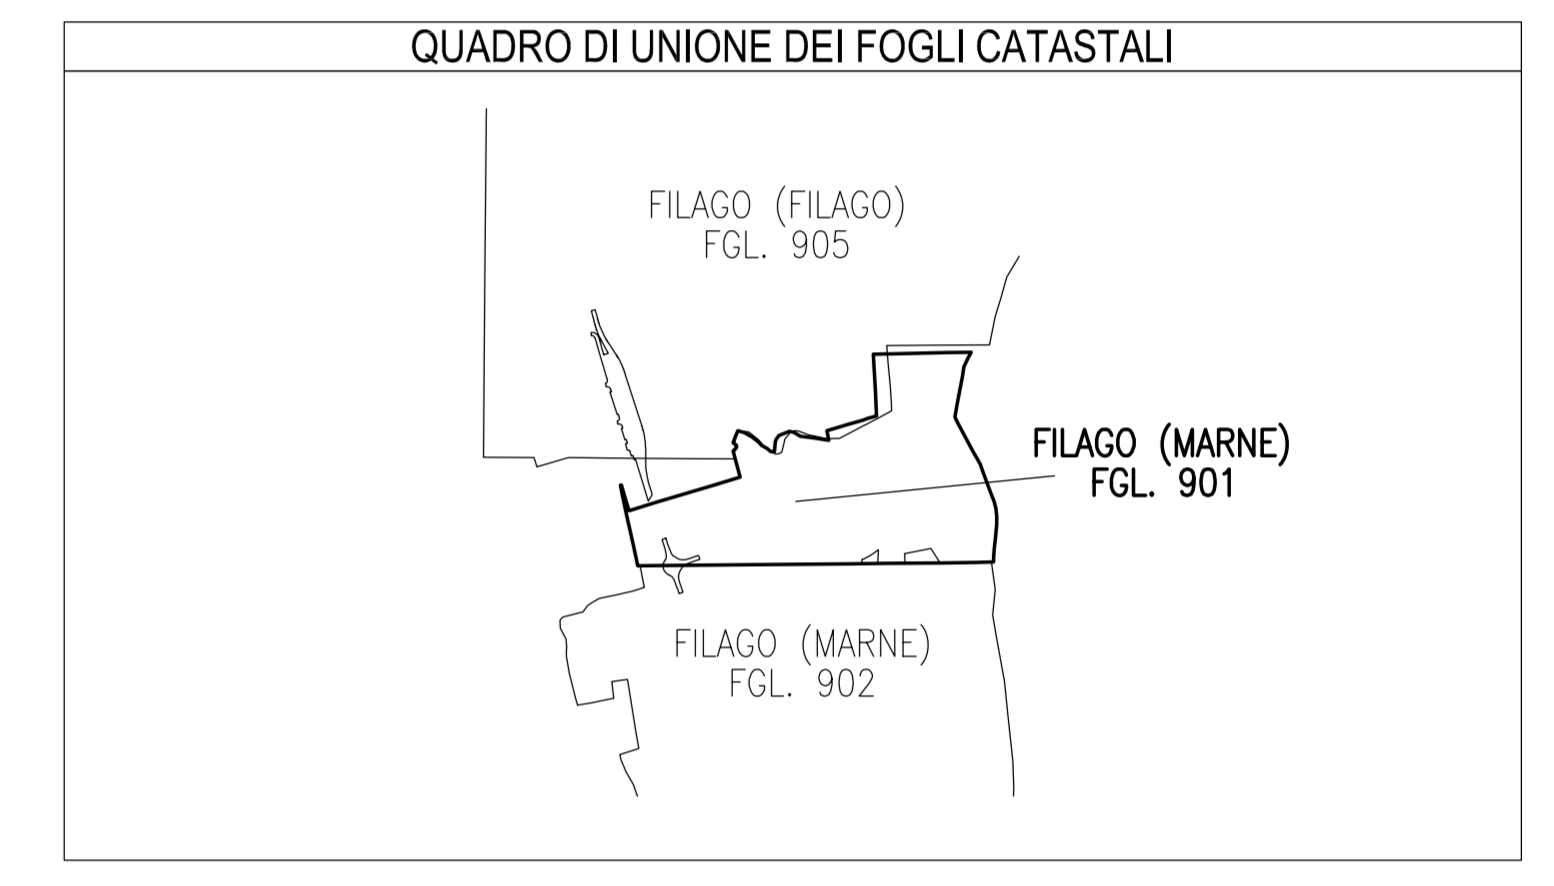 QUADRO DI UNIONE DEI FOGLI CATASTALI
FILAGO (FILAGO)
FGL. 905
FILAGO (MARNE)
FGL. 901
FILAGO (MARNE)
FGL. 902